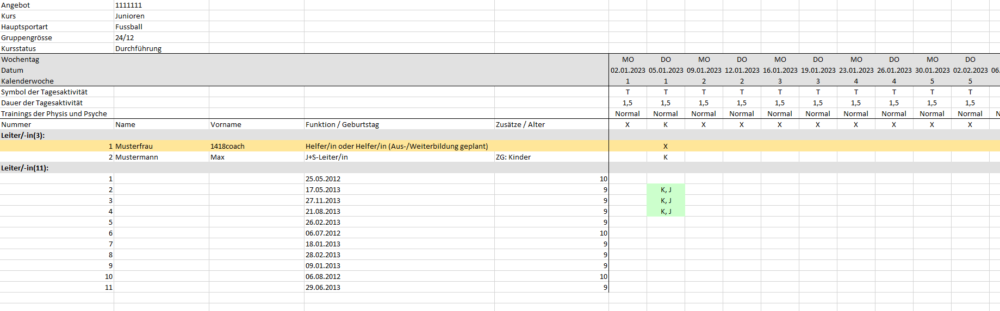 Angebot 1111111
Kurs Junioren
Hauptsportart Fussball
Gruppengrösse 24/12
Kursstatus Durchführung
Wochentag MO DO MO DO MO DO MO DO MO DO
Datum 02.01.2023 05.01.2023 09.01.2023 12.01.2023 16.01.2023 19.01.2023 23.01.2023 26.01.2023 30.01.2023 02.02.2023 06.
Kalenderwoche 1 1 2 2 3 3 4 4 5 5
Symbol der Tagesaktivität T T T T T T T T T T
Dauer der Tagesaktivität 1,5 1,5 1,5 1,5 1,5 1,5 1,5 1,5 1,5 1,5
Trainings der Physis und Psyche Normal Normal Normal Normal Normal Normal Normal Normal Normal Normal N
Nummer Name Vorname Funktion / Geburtstag Zusätze / Alter X K X X X X X X X X
Leiter/-in(3):
1 Musterfrau 1418coach Helfer/in oder Helfer/in (Aus-/Weiterbildung geplant) X
2 Mustermann Max J+S-Leiter/in ZG: Kinder K
Leiter/-in(11):
1 25.05.2012 10
2 17.05.2013 9 K, J
3 27.11.2013 9 K, J
4 21.08.2013 9 K, J
5 26.02.2013 9
6 06.07.2012 10
7 18.01.2013 9
8 28.02.2013 9
9 09.01.2013 9
10 06.08.2012 10
11 29.06.2013 9